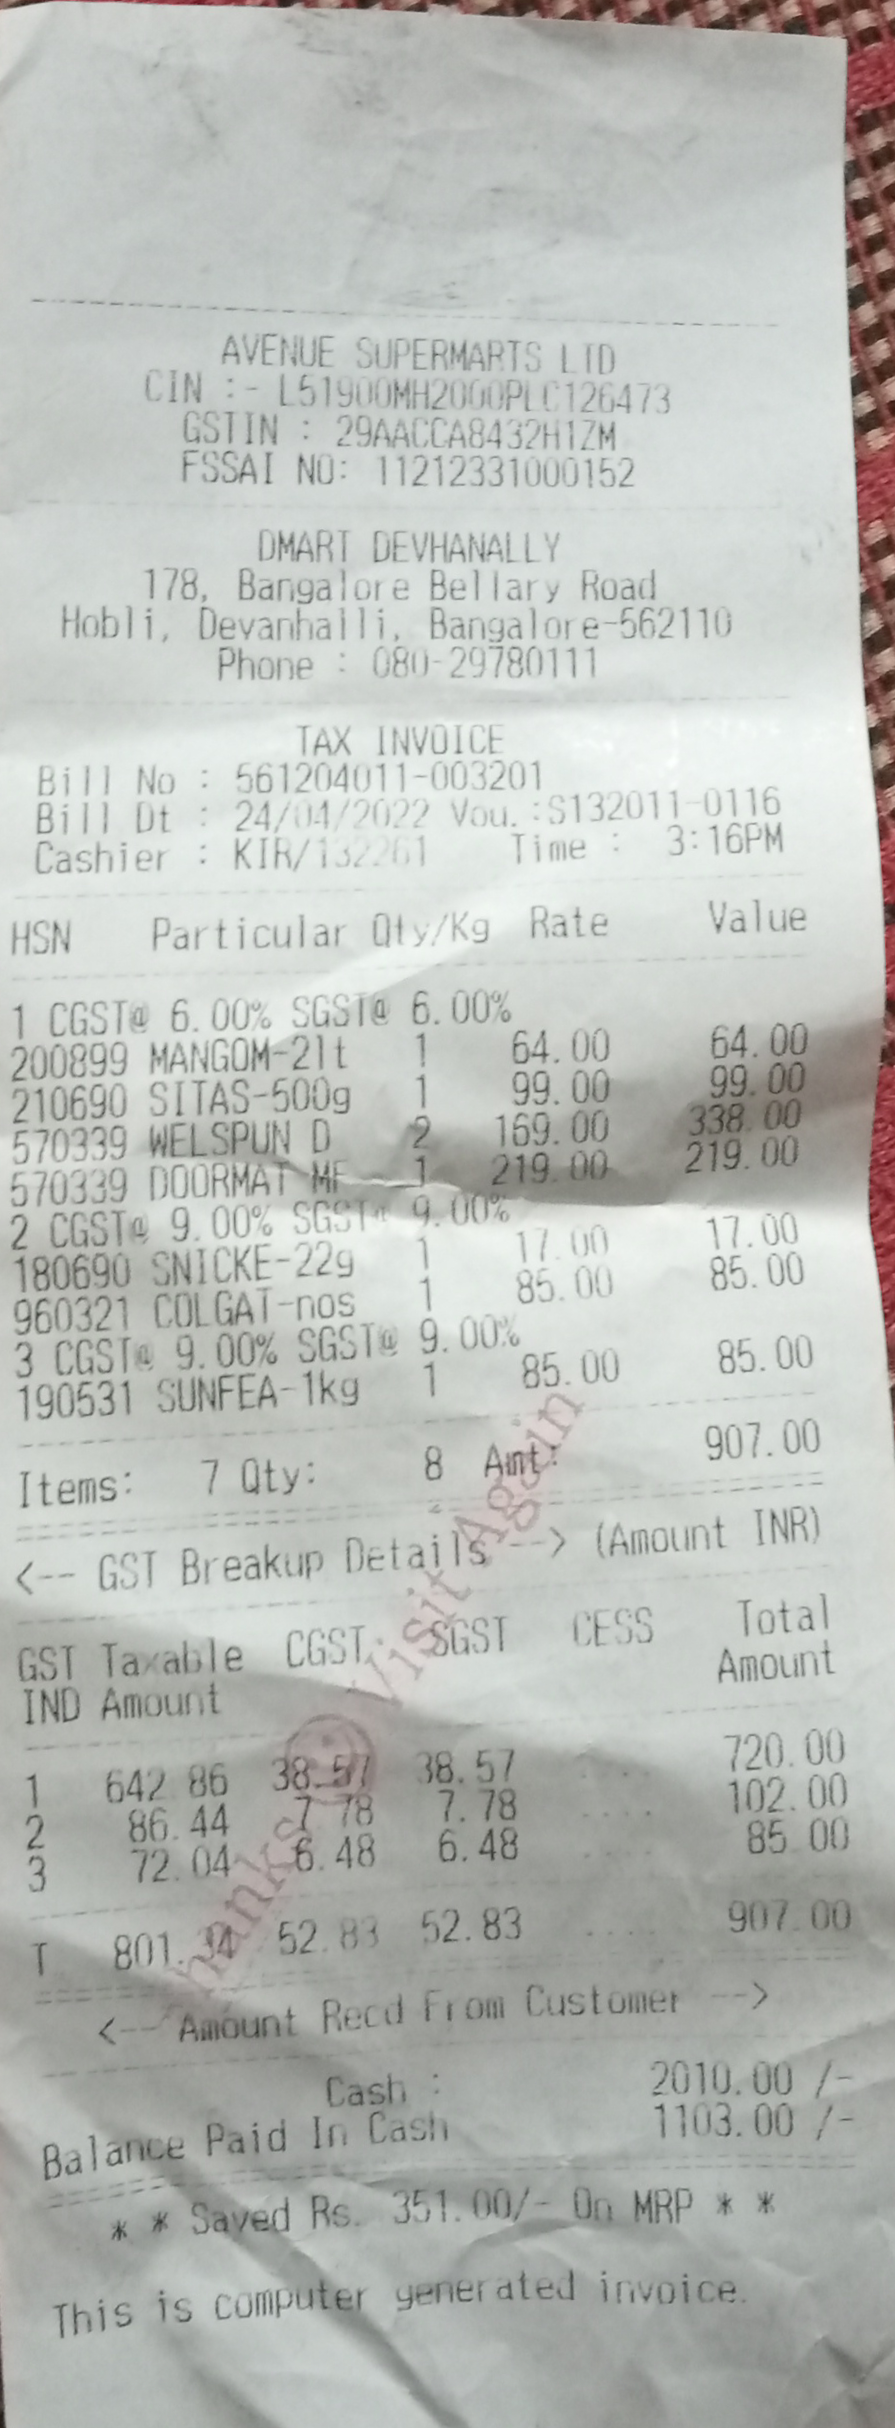 AVENUE SUPERMARTS LTD
CIN :- L51900MH2000PLC126473
GSTIN : 29AACCA8432H1ZM
FSSAI NO: 11212331000152
DMART DEVHANALLY
178, Bangalore Bellary Road
Hobli, Devanhalli, Bangalore-562110
Phone : 080-29780111
TAX INVOICE
Bill No : 561204011-003201
Bill Dt : 24/04/2022 Vou.:S132011-0116
Cashier : KIR/132261 Time : 3:16PM
HSN Particular Qty/Kg Rate Value
1 CGST@ 6.00% SGST@ 6.00%
200899 MANGOM-2lt 1 64.00 64.00
210690 SITAS-500g 1 99.00 99.00
570339 WELSPUN D 2 169.00 338.00
570339 DOORMAT MF 1 219.00 219.00
2 CGST@ 9.00% SGST@ 9.00%
180690 SNICKE-22g 1 17.00 17.00
960321 COLGAT-nos 1 85.00 85.00
3 CGST@ 9.00% SGST@ 9.00%
190531 SUNFEA-1kg 1 85.00 85.00
Items: 7 Qty: 8 Amt: 907.00
<-- GST Breakup Details --> (Amount INR)
GST Taxable CGST SGST CESS Total
IND Amount Amount
1 642.86 38.57 38.57 .... 720.00
2 86.44 7.78 7.78 .... 102.00
3 72.04 6.48 6.48 .... 85.00
T 801.34 52.83 52.83 .... 907.00
<-- Amount Recd From Customer -->
Cash : 2010.00 /-
Balance Paid In Cash 1103.00 /-
* * Saved Rs. 351.00/- On MRP * *
This is computer generated invoice.
Thanks Visit Again